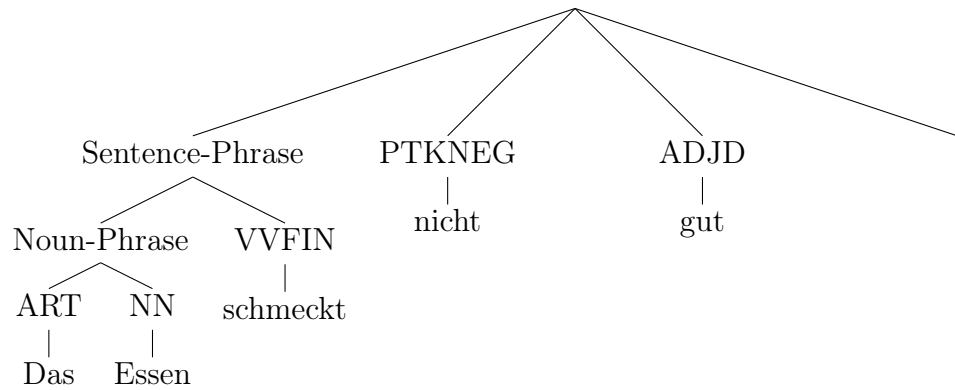 Sentence-Phrase PTKNEG ADJD
nicht gut
Noun-Phrase VVFIN
ART NN schmeckt
Das Essen